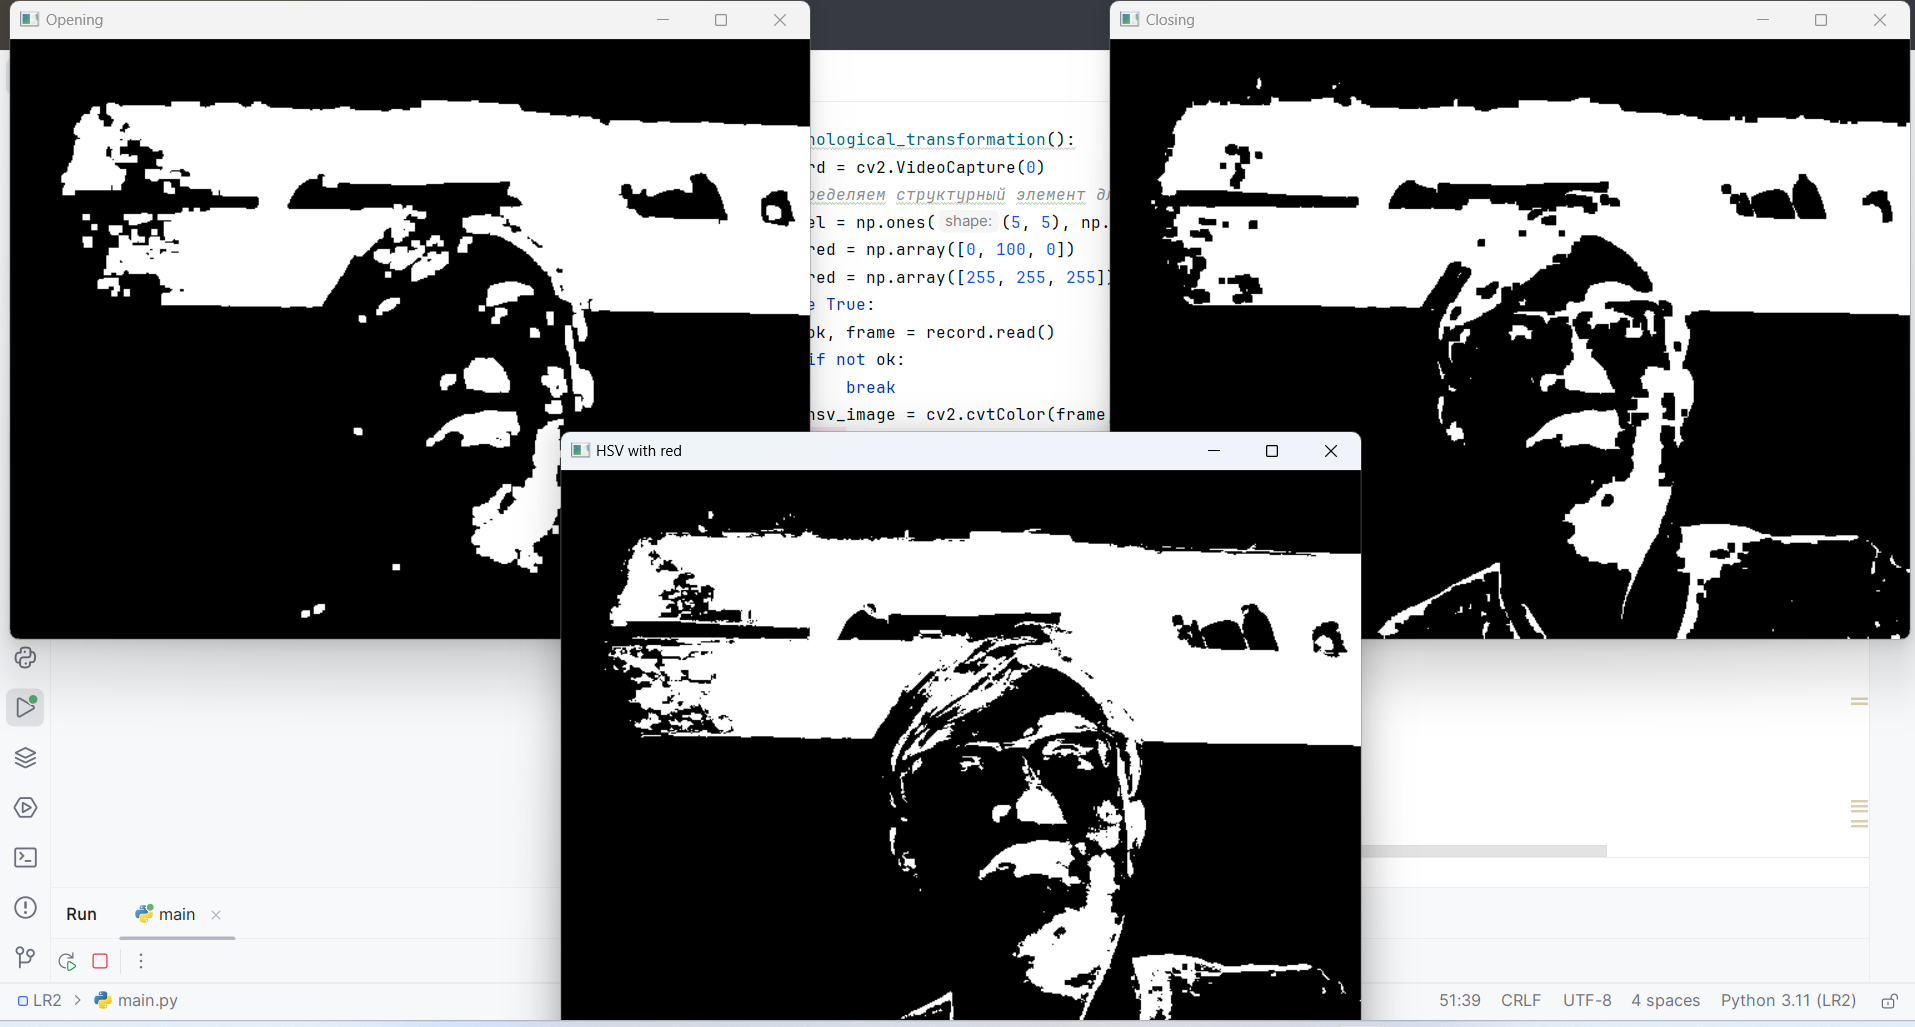 Opening
Closing
nological_transformation():
rd = cv2.VideoCapture(0)
ределяем структурный элемент дл
el = np.ones( shape: (5, 5), np.
red = np.array([0, 100, 0])
red = np.array([255, 255, 255])
e True:
ok, frame = record.read()
if not ok:
break
hsv_image = cv2.cvtColor(frame
HSV with red
Run
main
LR2 > main.py
51:39 CRLF UTF-8 4 spaces Python 3.11 (LR2)